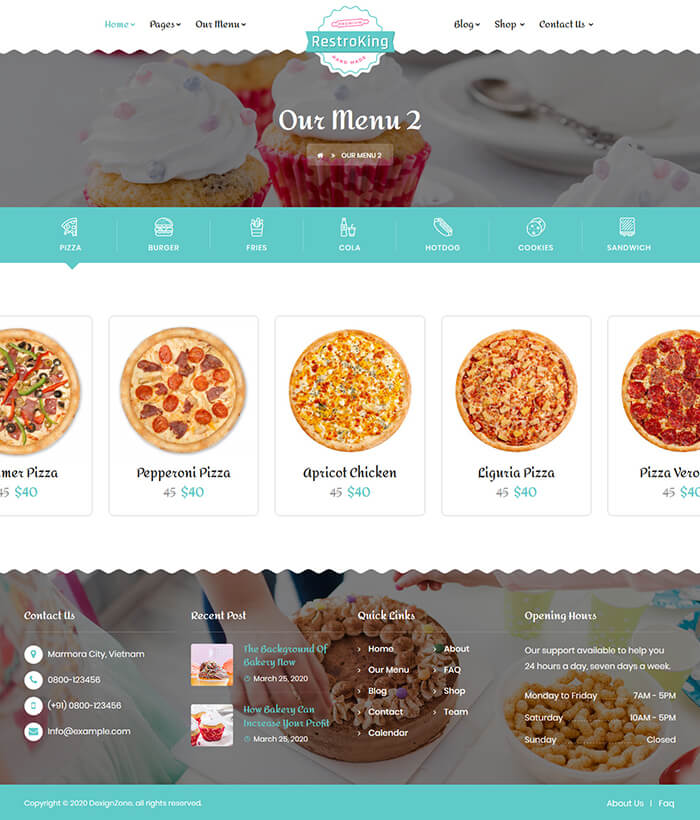 Home
Pages
Our Menu
PREMIUM
RestroKing
HAND MADE
Blog
Shop
Contact Us
Our Menu 2
OUR MENU 2
PIZZA
BURGER
FRIES
COLA
HOTDOG
COOKIES
SANDWICH
mer Pizza
45 $40
Pepperoni Pizza
45 $40
Apricot Chicken
45 $40
Liguria Pizza
45 $40
Pizza Vero
45 $4
Contact Us
Marmora City, Vietnam
0800-123456
(+91) 0800-123456
Info@example.com
Recent Post
The Background Of
Bakery Now
March 25, 2020
How Bakery Can
Increase Your Profit
March 25, 2020
Quick Links
Home
Our Menu
Blog
Contact
Calendar
About
FAQ
Shop
Team
Opening Hours
Our support available to help you
24 hours a day, seven days a week.
Monday to Friday 7AM - 5PM
Saturday 10AM - 5PM
Sunday Closed
Copyright © 2020 DexignZone, all rights reserved.
About Us | Faq